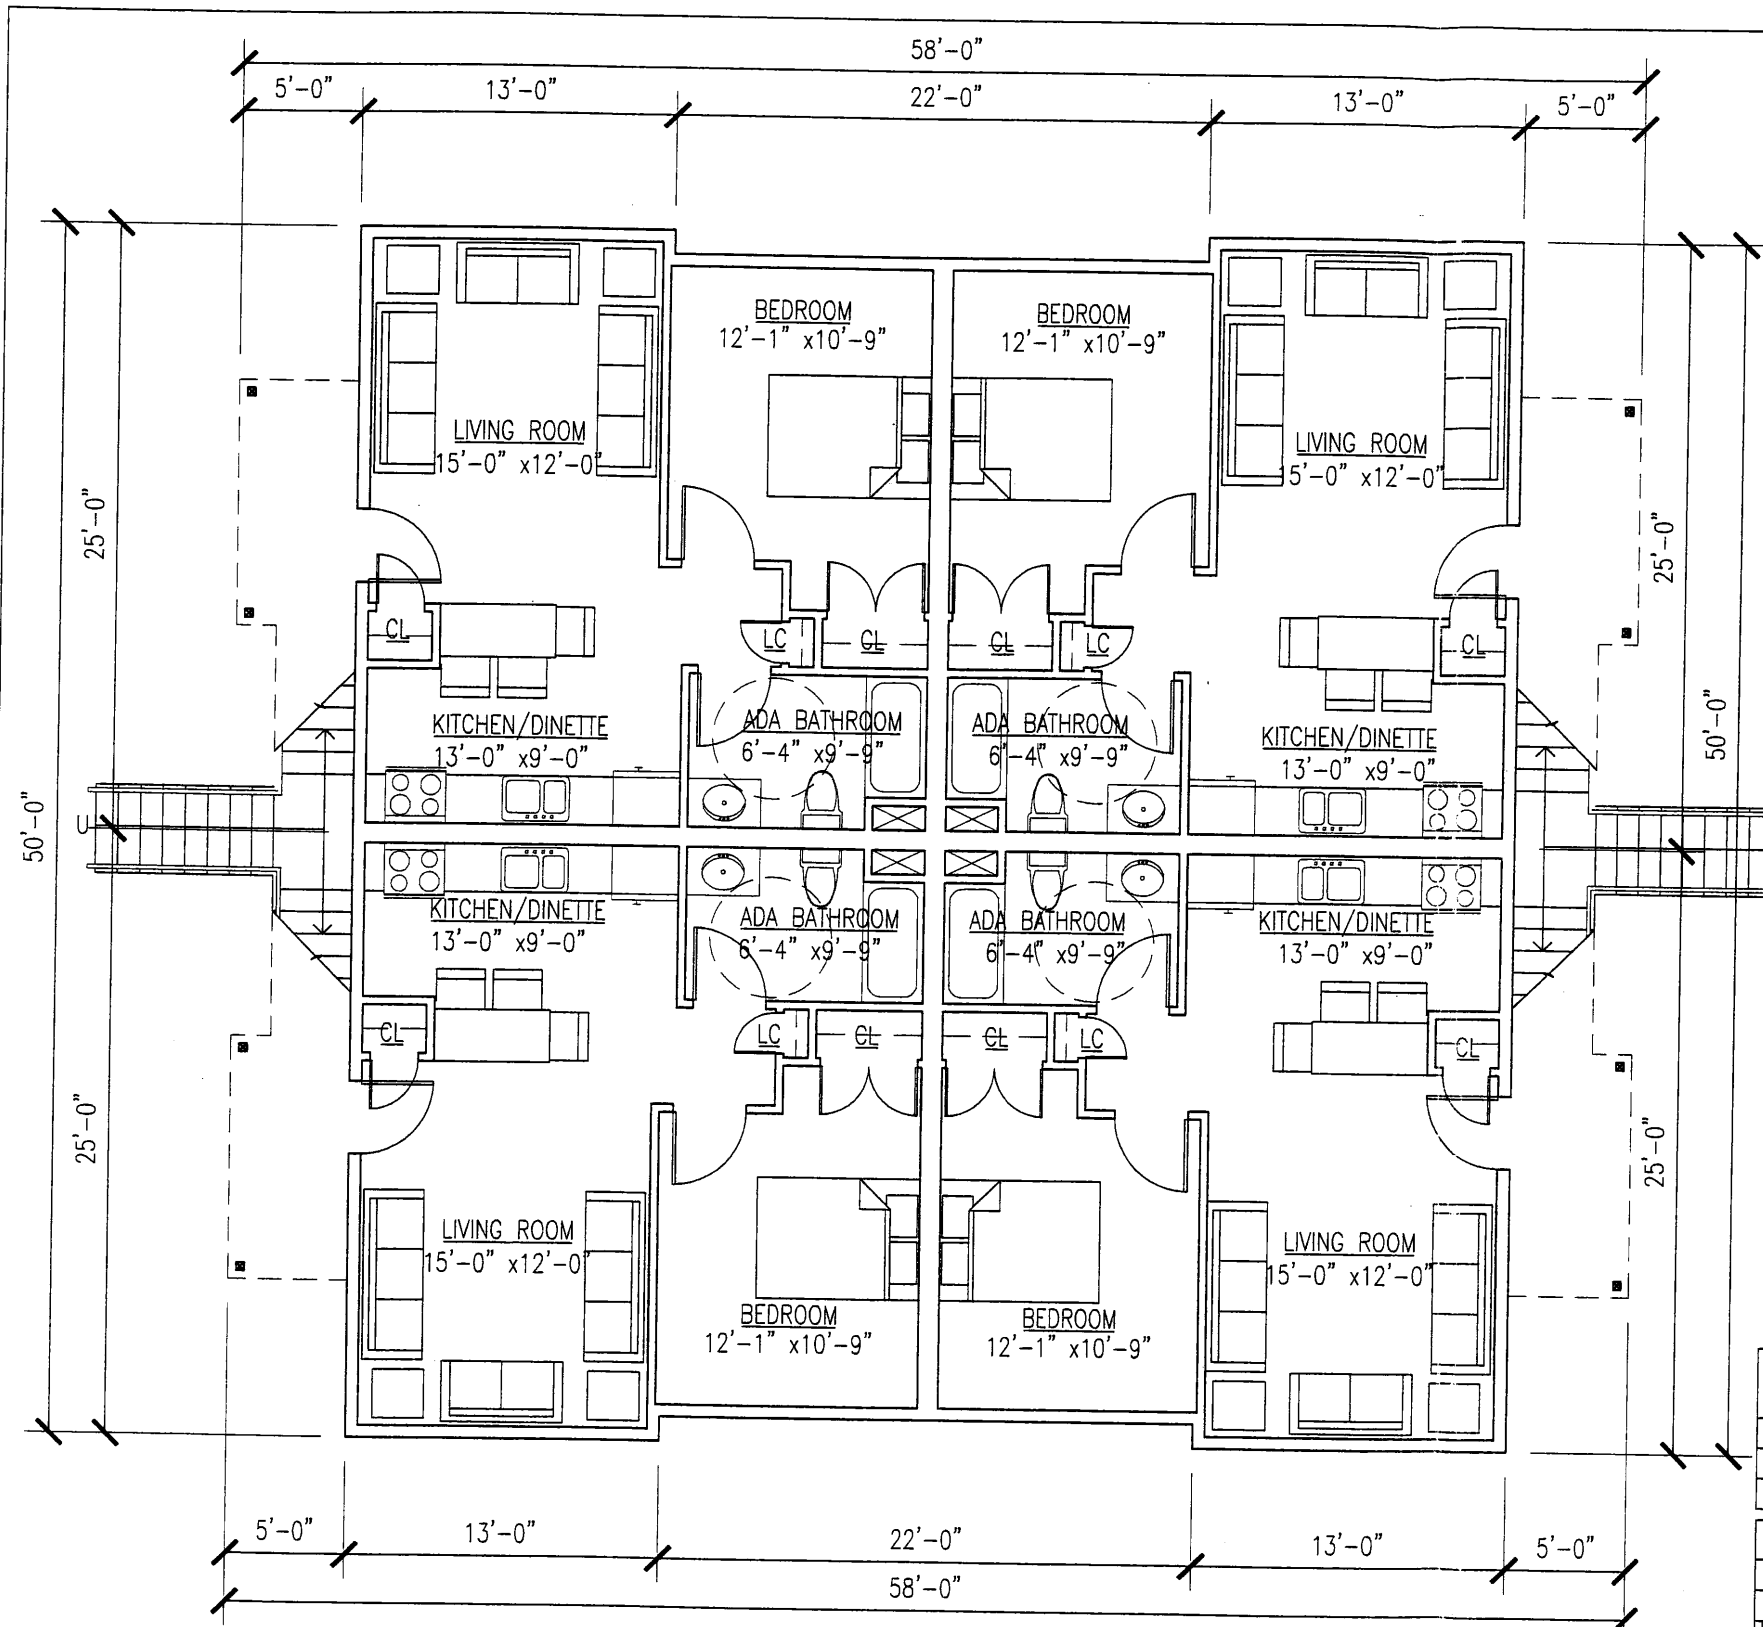 58'-0"
5'-0"
13'-0"
22'-0"
13'-0"
5'-0"
BEDROOM
12'-1" x10'-9"
BEDROOM
12'-1" x10'-9"
LIVING ROOM
15'-0" x12'-0"
LIVING ROOM
15'-0" x12'-0"
25'-0"
25'-0"
CL
LC
CL
CL
LC
CL
KITCHEN/DINETTE
13'-0" x9'-0"
ADA BATHROOM
6'-4" x9'-9"
ADA BATHROOM
6'-4" x9'-9"
KITCHEN/DINETTE
13'-0" x9'-0"
50'-0"
U
50'-0"
KITCHEN/DINETTE
13'-0" x9'-0"
ADA BATHROOM
6'-4" x9'-9"
ADA BATHROOM
6'-4" x9'-9"
KITCHEN/DINETTE
13'-0" x9'-0"
CL
LC
CL
CL
LC
CL
25'-0"
25'-0"
LIVING ROOM
15'-0" x12'-0"
LIVING ROOM
15'-0" x12'-0"
BEDROOM
12'-1" x10'-9"
BEDROOM
12'-1" x10'-9"
5'-0"
13'-0"
22'-0"
13'-0"
5'-0"
58'-0"